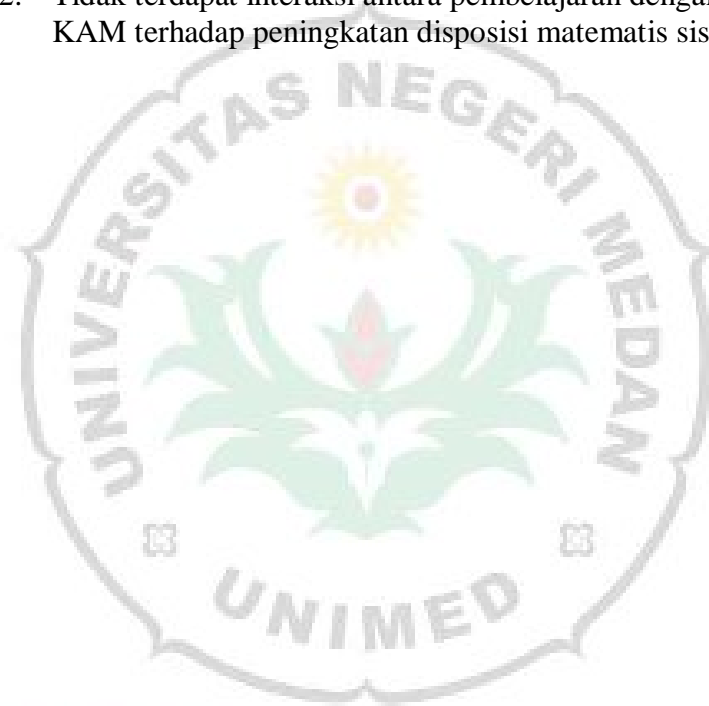 2. Tidak terdapat interaksi antara pembelajaran dengan
KAM terhadap peningkatan disposisi matematis sis
UNIVERSITAS NEGERI MEDAN
UNIMED